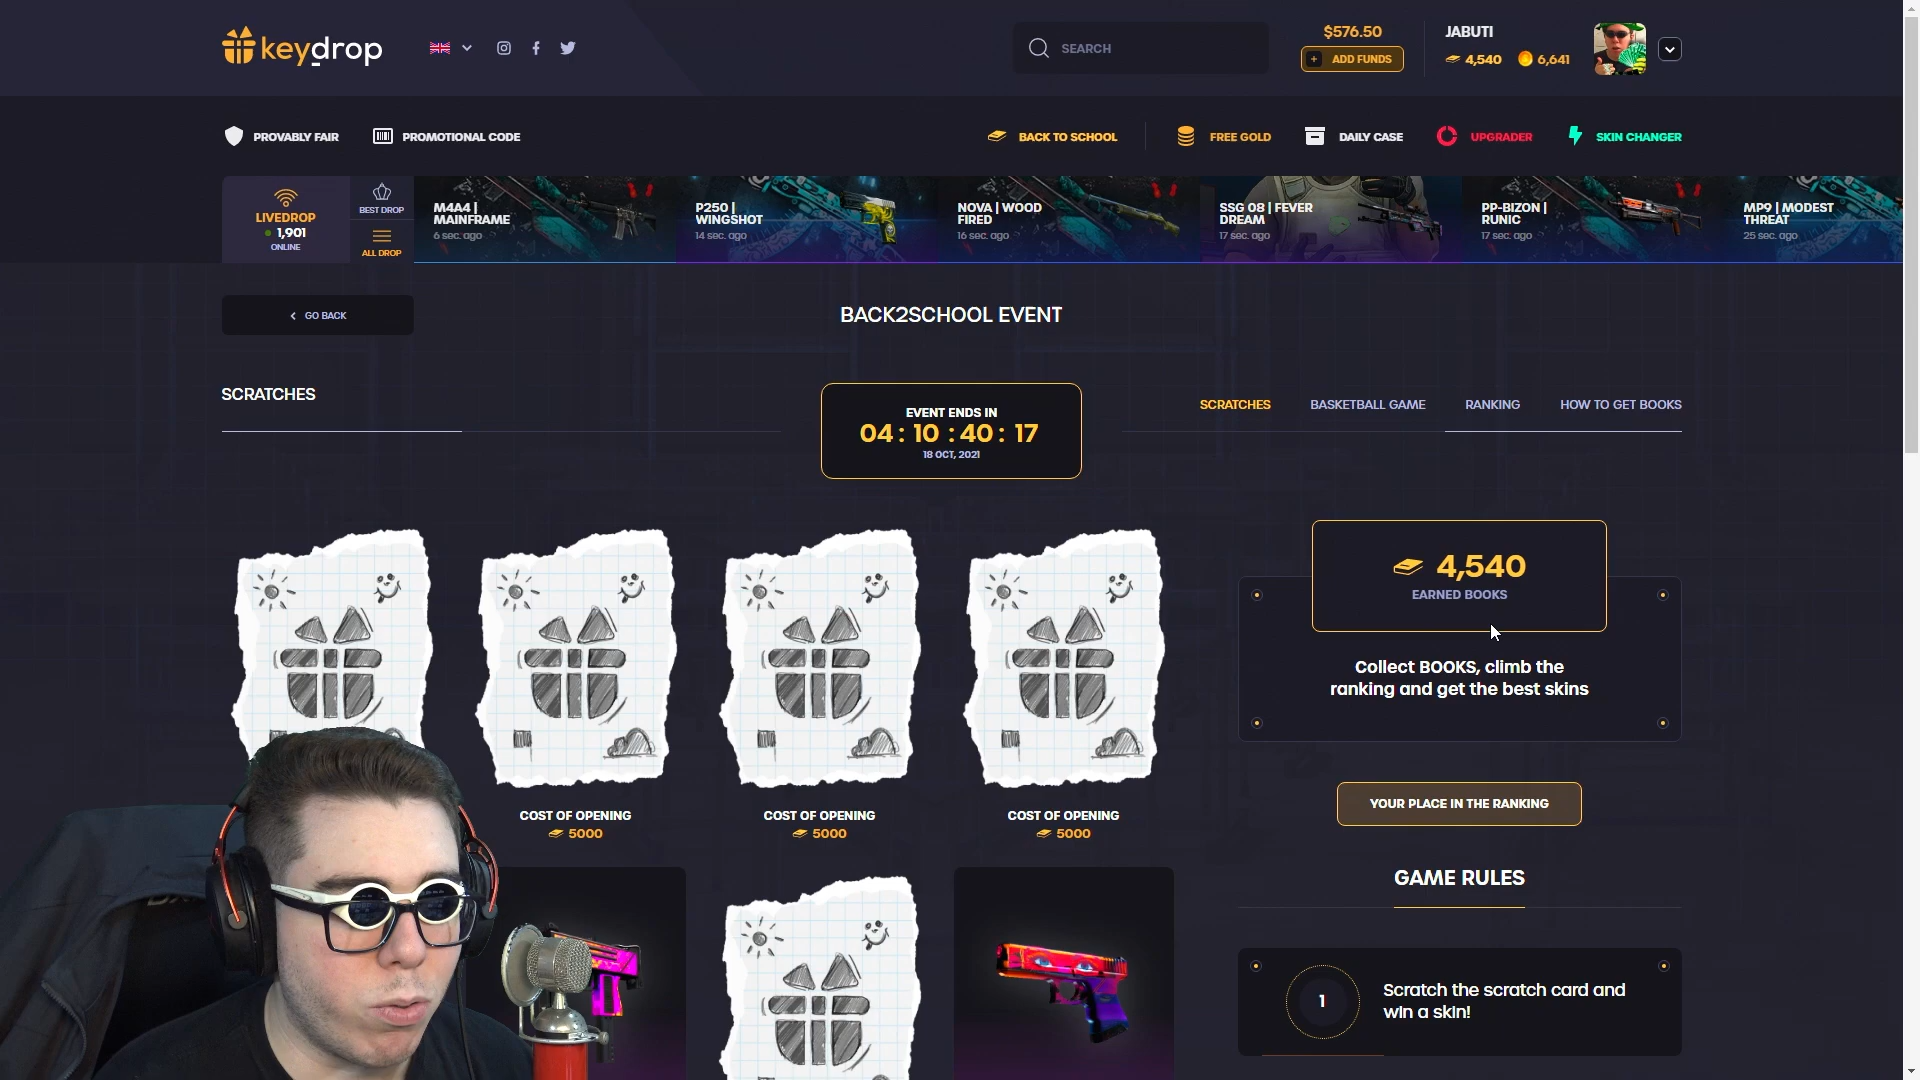 keydrop
SEARCH
$576.50
+ ADD FUNDS
JABUTI
4,540
6,641
PROVABLY FAIR
PROMOTIONAL CODE
BACK TO SCHOOL
FREE GOLD
DAILY CASE
UPGRADER
SKIN CHANGER
LIVEDROP
1,901
ONLINE
BEST DROP
ALL DROP
M4A4 |
MAINFRAME
6 sec. ago
P250 |
WINGSHOT
14 sec. ago
NOVA | WOOD
FIRED
16 sec. ago
SSG 08 | FEVER
DREAM
17 sec. ago
PP-BIZON |
RUNIC
17 sec. ago
MP9 | MODEST
THREAT
25 sec. ago
GO BACK
BACK2SCHOOL EVENT
SCRATCHES
EVENT ENDS IN
04 : 10 : 40 : 17
18 OCT, 2021
SCRATCHES
BASKETBALL GAME
RANKING
HOW TO GET BOOKS
4,540
EARNED BOOKS
Collect BOOKS, climb the
ranking and get the best skins
YOUR PLACE IN THE RANKING
COST OF OPENING
5000
COST OF OPENING
5000
COST OF OPENING
5000
GAME RULES
1
Scratch the scratch card and
win a skin!